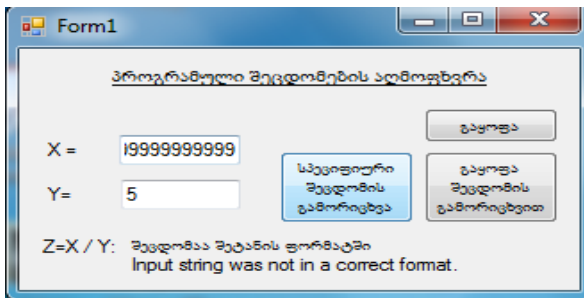 Form1
პროგრამული შეცდომების აღმოფხვრა
გაყოფა
X =
99999999999
სპეციფიური
შეცდომის
გამორიცხვა
გაყოფა
შეცდომის
გამორიცხვით
Y=
5
Z=X / Y:
შეცდომაა შეტანის ფორმატში
Input string was not in a correct format.